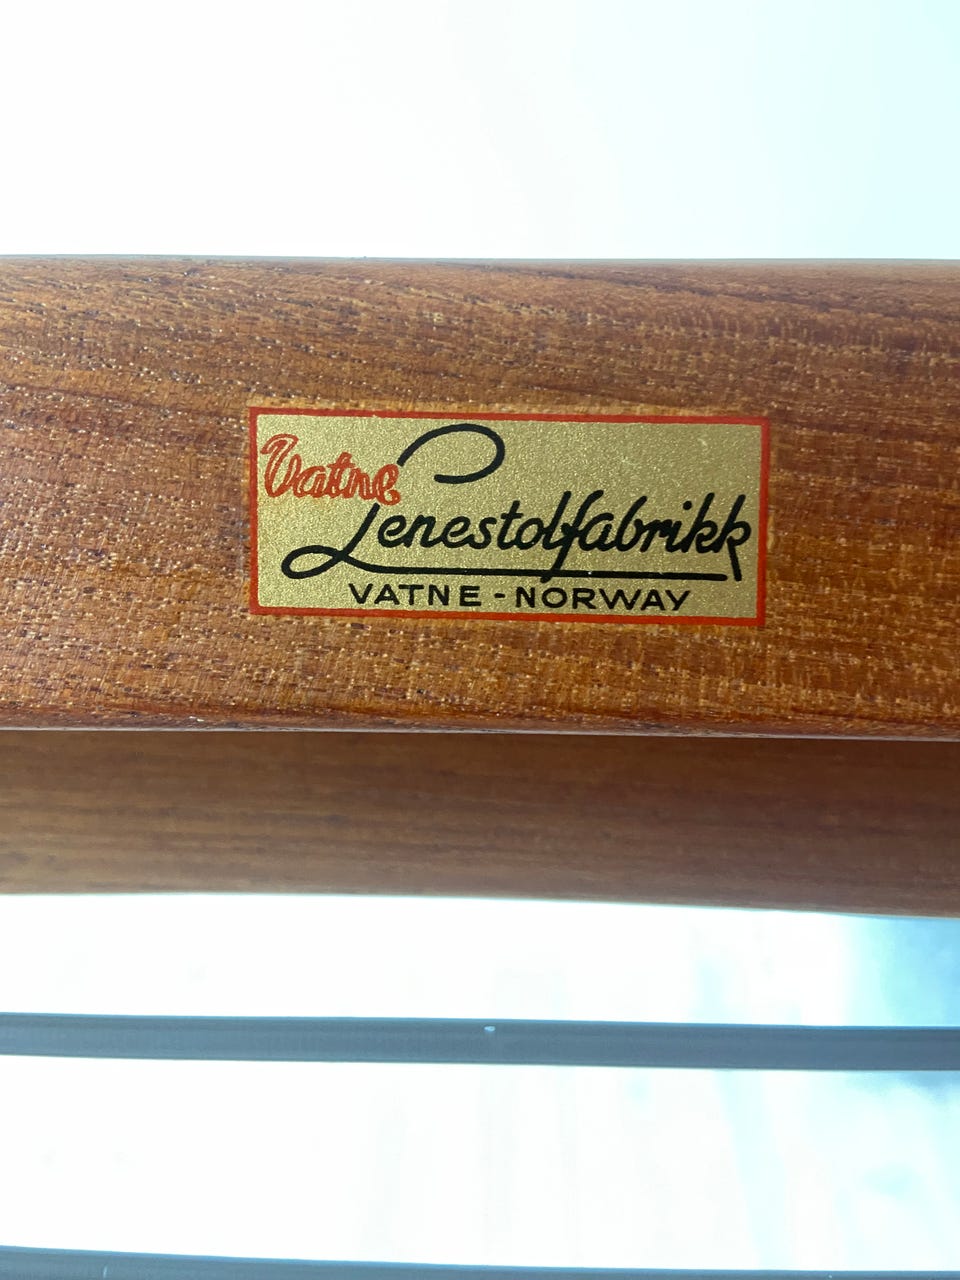 Vatne
Lenestolfabrikk
VATNE - NORWAY